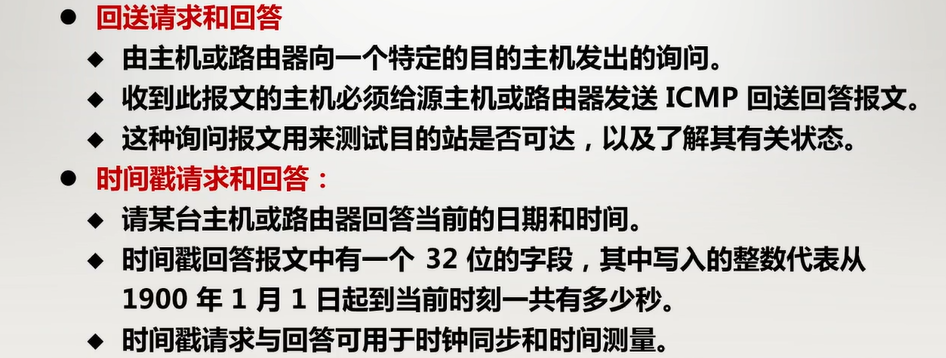 ● 回送请求和回答
◆ 由主机或路由器向一个特定的目的主机发出的询问。
◆ 收到此报文的主机必须给源主机或路由器发送 ICMP 回送回答报文。
◆ 这种询问报文用来测试目的站是否可达，以及了解其有关状态。
● 时间戳请求和回答：
◆ 请某台主机或路由器回答当前的日期和时间。
◆ 时间戳回答报文中有一个 32 位的字段，其中写入的整数代表从
1900 年 1 月 1 日起到当前时刻一共有多少秒。
◆ 时间戳请求与回答可用于时钟同步和时间测量。